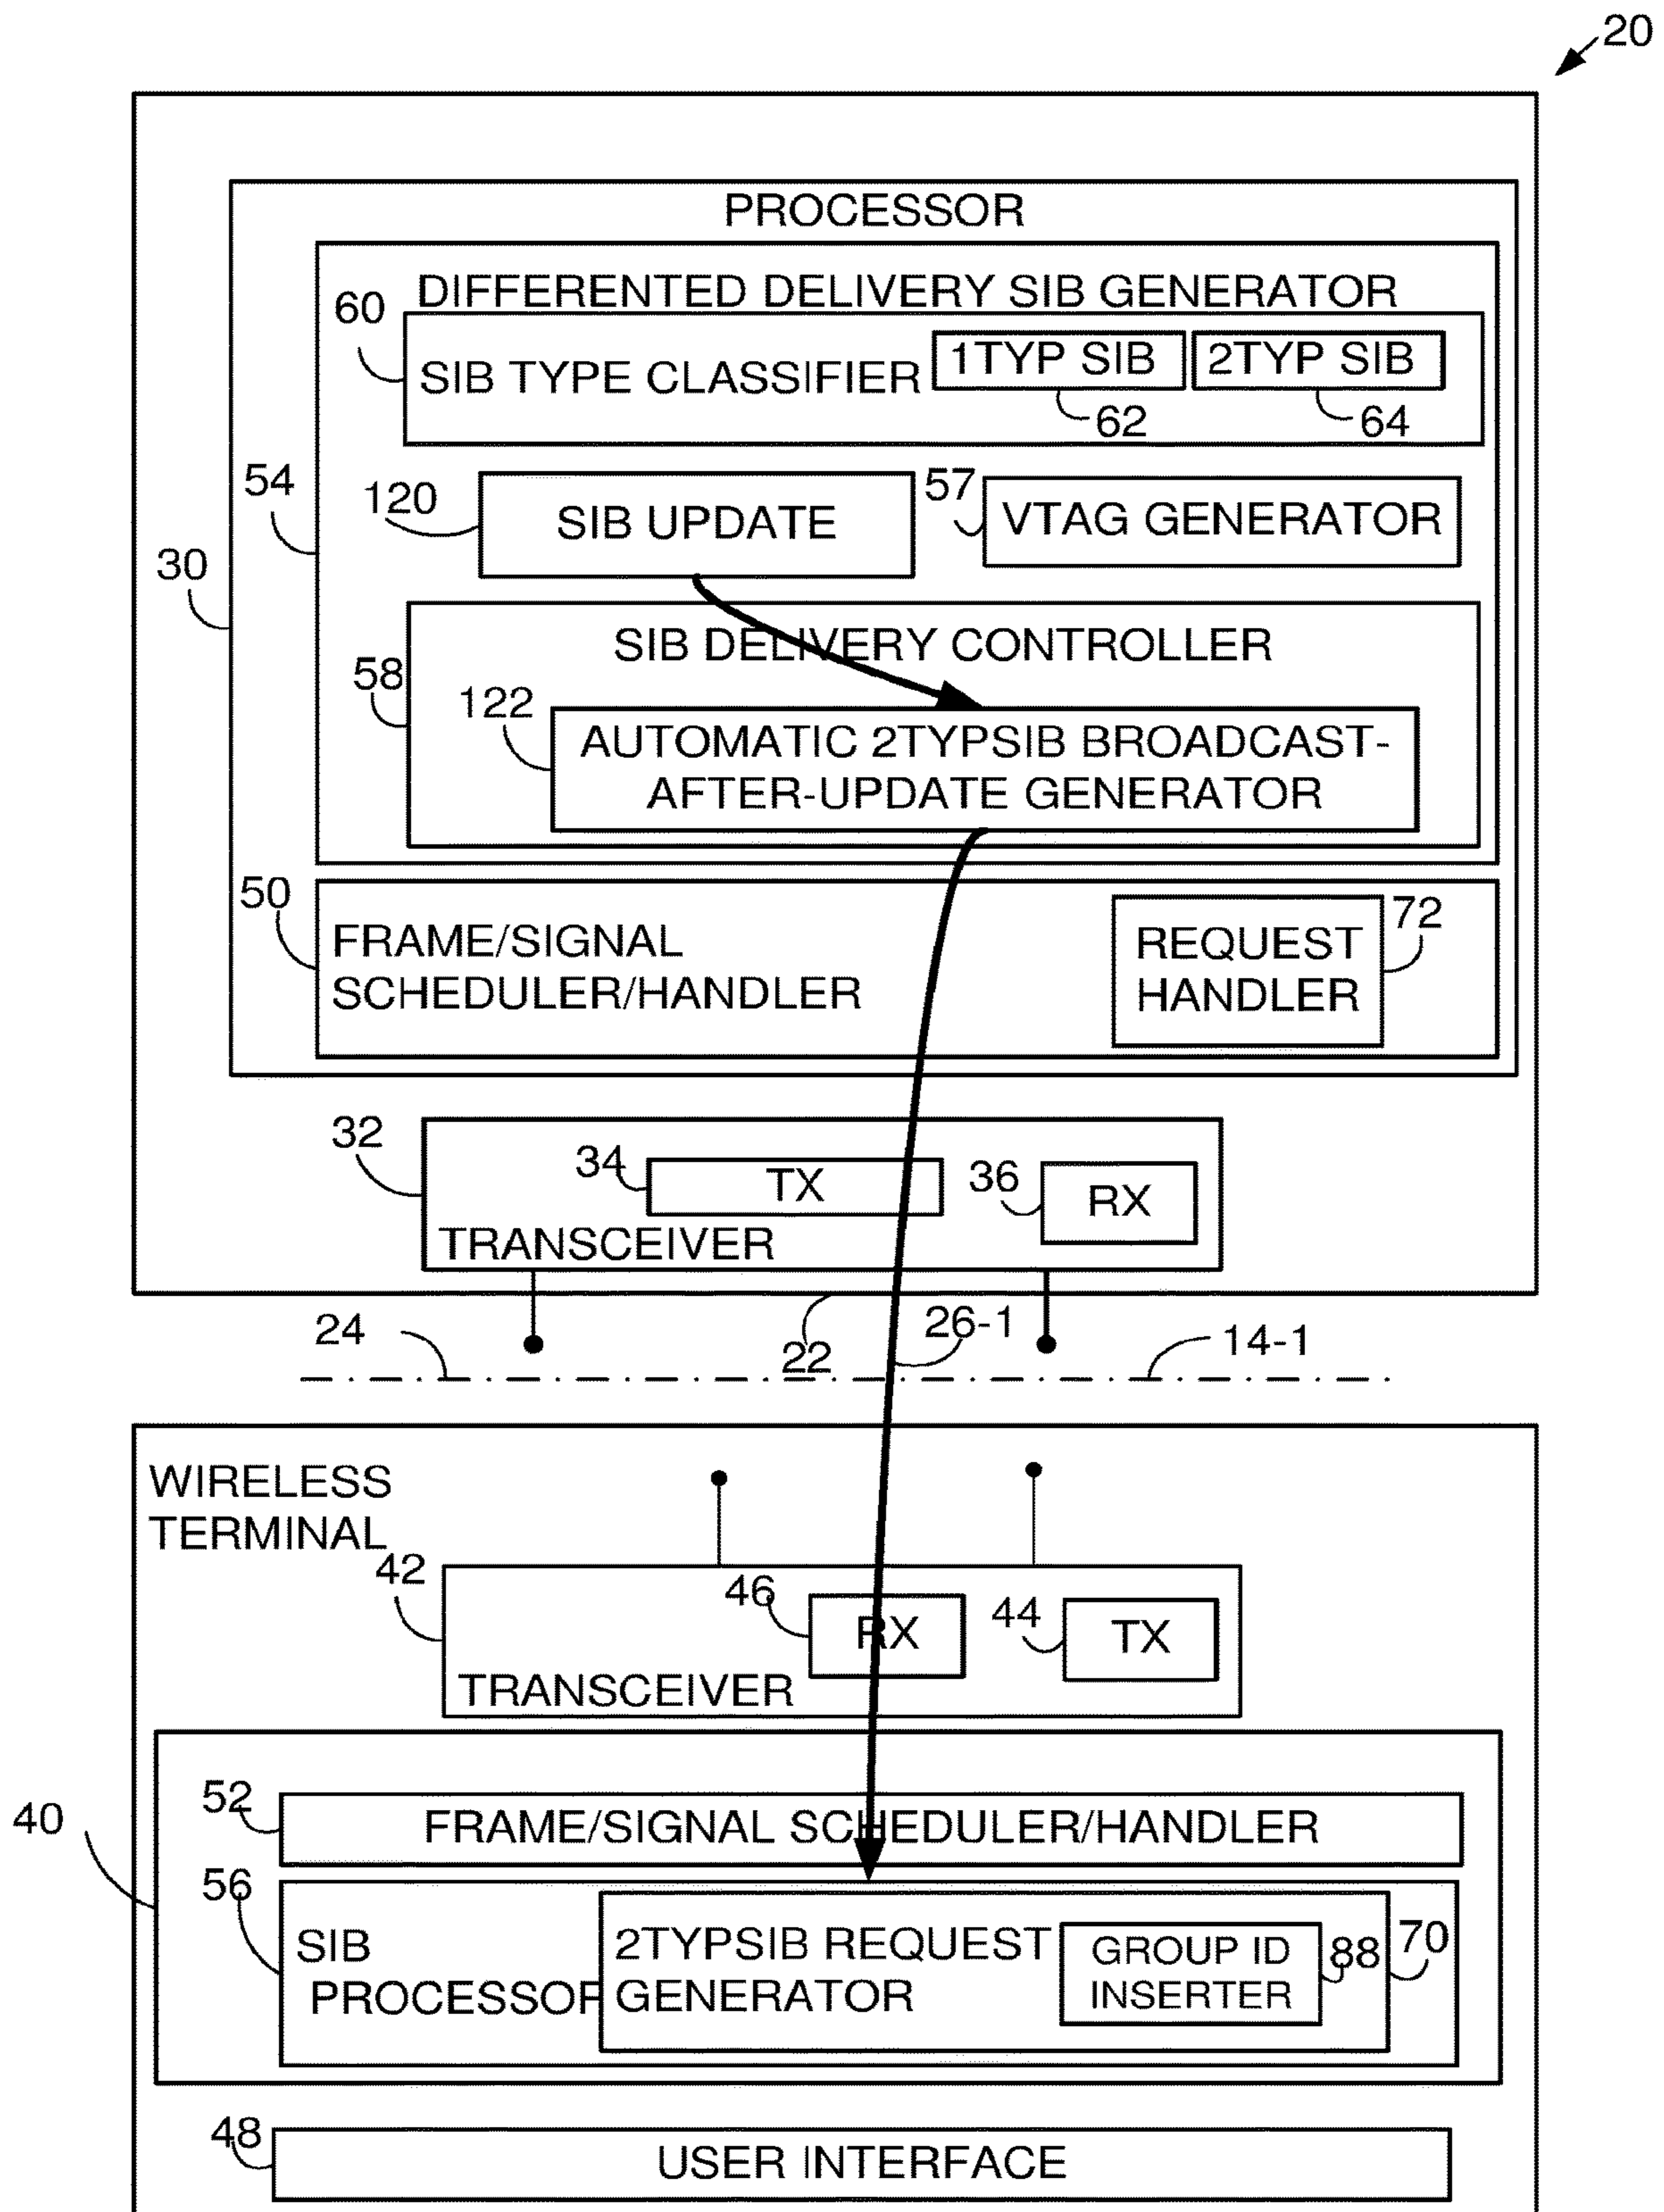 20
PROCESSOR
DIFFERENTED DELIVERY SIB GENERATOR
60
SIB TYPE CLASSIFIER
1TYP SIB
2TYP SIB
62
64
54
120
SIB UPDATE
57
VTAG GENERATOR
30
SIB DELIVERY CONTROLLER
58
122
AUTOMATIC 2TYPSIB BROADCAST-
AFTER-UPDATE GENERATOR
50
FRAME/SIGNAL
SCHEDULER/HANDLER
REQUEST
HANDLER
72
32
34
TX
36
RX
TRANSCEIVER
24
22
26-1
14-1
WIRELESS
TERMINAL
42
46
RX
44
TX
TRANSCEIVER
40
52
FRAME/SIGNAL SCHEDULER/HANDLER
56
SIB
PROCESSOR
2TYPSIB REQUEST
GENERATOR
GROUP ID
INSERTER
88
70
48
USER INTERFACE